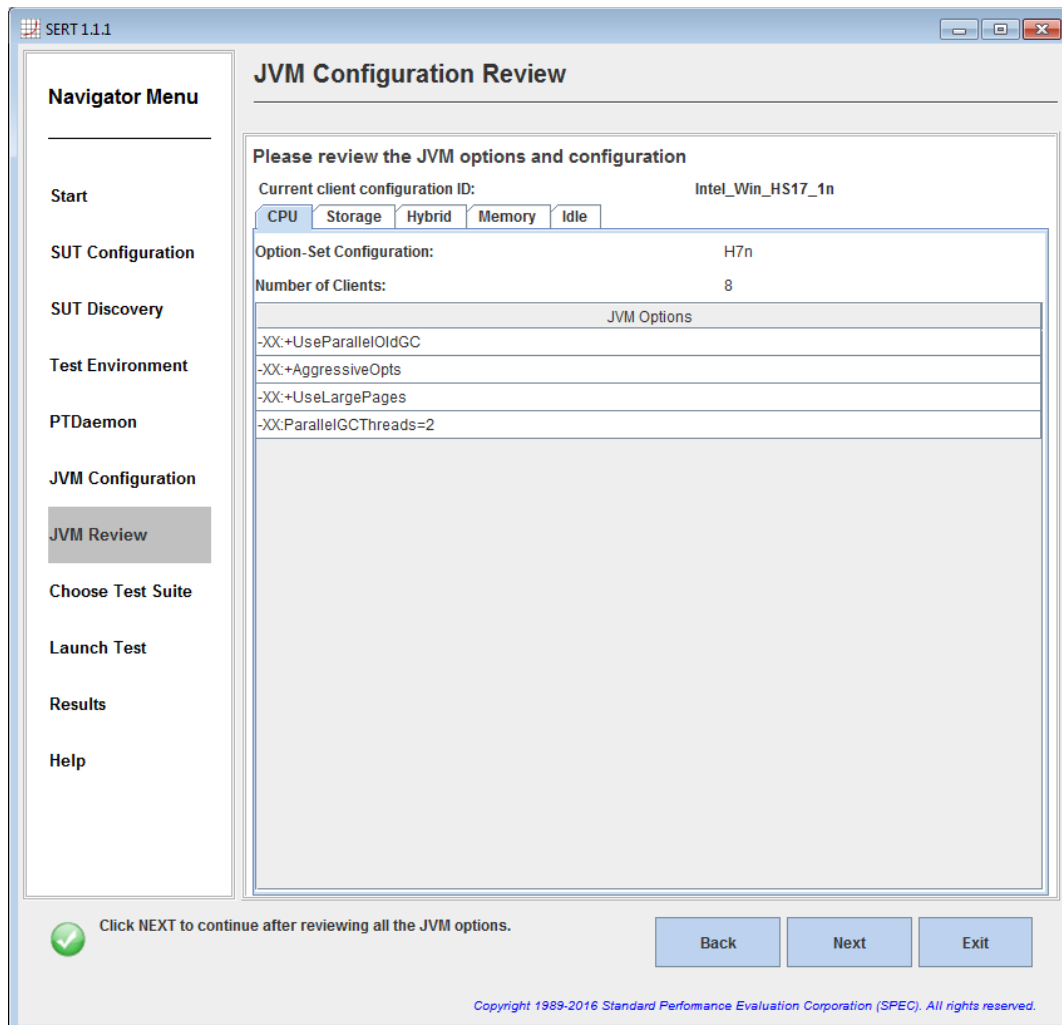 SERT 1.1.1
Navigator Menu
Start
SUT Configuration
SUT Discovery
Test Environment
PTDaemon
JVM Configuration
JVM Review
Choose Test Suite
Launch Test
Results
Help
JVM Configuration Review
Please review the JVM options and configuration
Current client configuration ID: Intel_Win_HS17_1n
CPU Storage Hybrid Memory Idle
Option-Set Configuration: H7n
Number of Clients: 8
JVM Options
-XX:+UseParallelOldGC
-XX:+AggressiveOpts
-XX:+UseLargePages
-XX:ParallelGCThreads=2
Click NEXT to continue after reviewing all the JVM options.
Back Next Exit
Copyright 1989-2016 Standard Perfomance Evaluation Corporation (SPEC). All rights reserved.